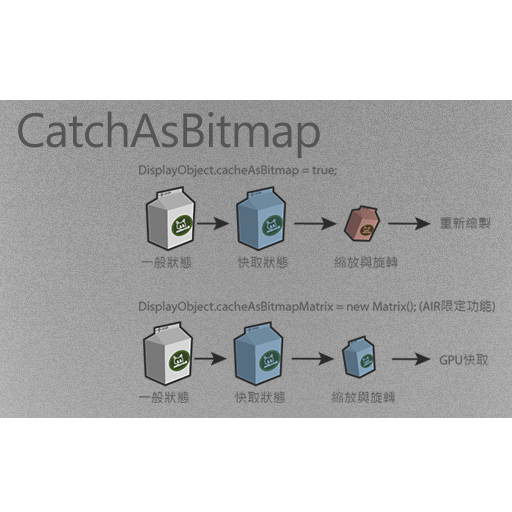 CatchAsBitmap
DisplayObject.cacheAsBitmap = true;
重新繪製
一般狀態 快取狀態 縮放與旋轉
DisplayObject.cacheAsBitmapMatrix = new Matrix(); (AIR限定功能)
GPU快取
一般狀態 快取狀態 縮放與旋轉